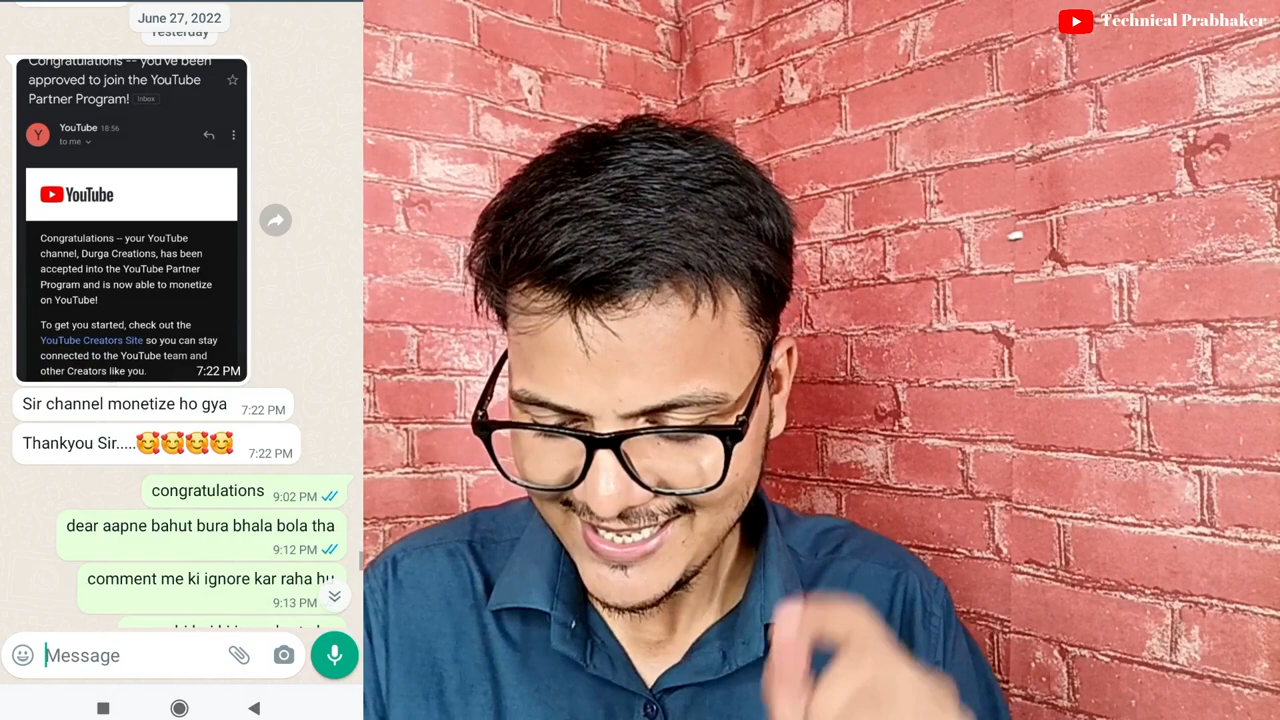 June 27, 2022
Yesterday
Technical Prabhaker
Congratulations -- you've been
approved to join the YouTube
Partner Program! Inbox
Y YouTube 18:56
to me
YouTube
Congratulations – your YouTube
channel, Durga Creations, has been
accepted into the YouTube Partner
Program and is now able to monetize
on YouTube!
To get you started, check out the
YouTube Creators Site so you can stay
connected to the YouTube team and
other Creators like you. 7:22 PM
Sir channel monetize ho gya 7:22 PM
Thankyou Sir.....🥰🥰🥰🥰 7:22 PM
congratulations 9:02 PM
dear aapne bahut bura bhala bola tha
9:12 PM
comment me ki ignore kar raha hu
9:13 PM
Message